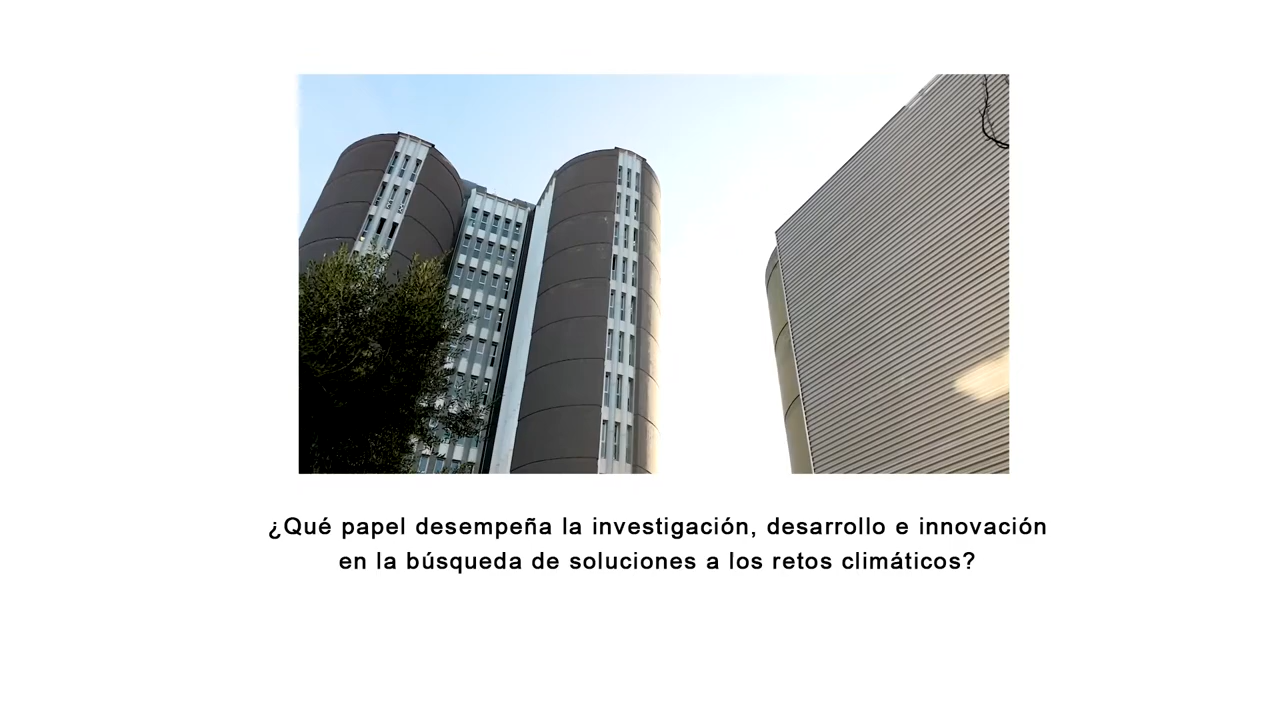 ¿Qué papel desempeña la investigación, desarrollo e innovación
en la búsqueda de soluciones a los retos climáticos?